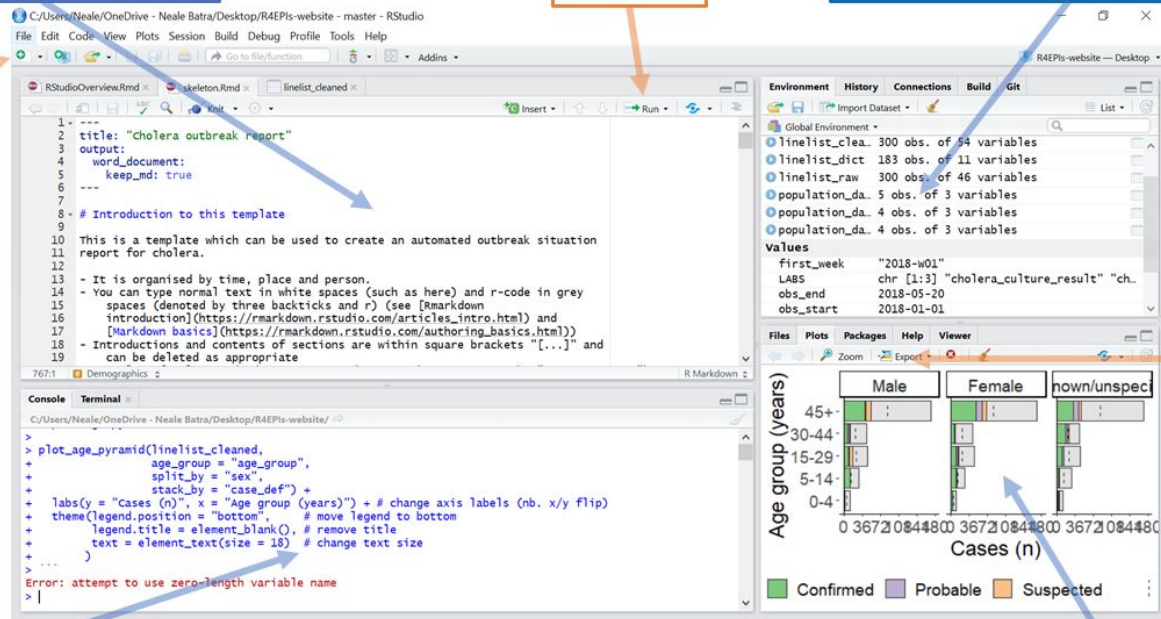 C:/Users/Neale/OneDrive - Neale Batra/Desktop/R4EPIs-website - master - RStudio
File Edit Code View Plots Session Build Debug Profile Tools Help
Go to file/function Addins
R4EPIs-website — Desktop
RStudioOverview.Rmd skeleton.Rmd linelist_cleaned
ABC Knit Insert Run
1 ---
2 title: "Cholera outbreak report"
3 output:
4 word_document:
5 keep_md: true
6 ---
7
8 # Introduction to this template
9
10 This is a template which can be used to create an automated outbreak situation
11 report for cholera.
12
13 - It is organised by time, place and person.
14 - You can type normal text in white spaces (such as here) and r-code in grey
15 spaces (denoted by three backticks and r) (see [Rmarkdown
16 introduction](https://rmarkdown.rstudio.com/articles_intro.html) and
17 [Markdown basics](https://rmarkdown.rstudio.com/authoring_basics.html))
18 - Introductions and contents of sections are within square brackets "[...]" and
19 can be deleted as appropriate
767:1 Demographics R Markdown
Console Terminal
C:/Users/Neale/OneDrive - Neale Batra/Desktop/R4EPIs-website/
>
> plot_age_pyramid(linelist_cleaned,
+ age_group = "age_group",
+ split_by = "sex",
+ stack_by = "case_def") +
+ labs(y = "Cases (n)", x = "Age group (years)") + # change axis labels (nb. x/y flip)
+ theme(legend.position = "bottom", # move legend to bottom
+ legend.title = element_blank(), # remove title
+ text = element_text(size = 18) # change text size
+ )
> ```
Error: attempt to use zero-length variable name
>
Environment History Connections Build Git
Import Dataset List
Global Environment
linelist_clea… 300 obs. of 54 variables
linelist_dict 183 obs. of 11 variables
linelist_raw 300 obs. of 46 variables
population_da… 5 obs. of 3 variables
population_da… 4 obs. of 3 variables
population_da… 4 obs. of 3 variables
Values
first_week "2018-W01"
LABS chr [1:3] "cholera_culture_result" "ch…
obs_end 2018-05-20
obs_start 2018-01-01
Files Plots Packages Help Viewer
Zoom Export
Male Female nown/unspeci
Age group (years)
45+
30-44
15-29
5-14
0-4
Cases (n)
Confirmed Probable Suspected